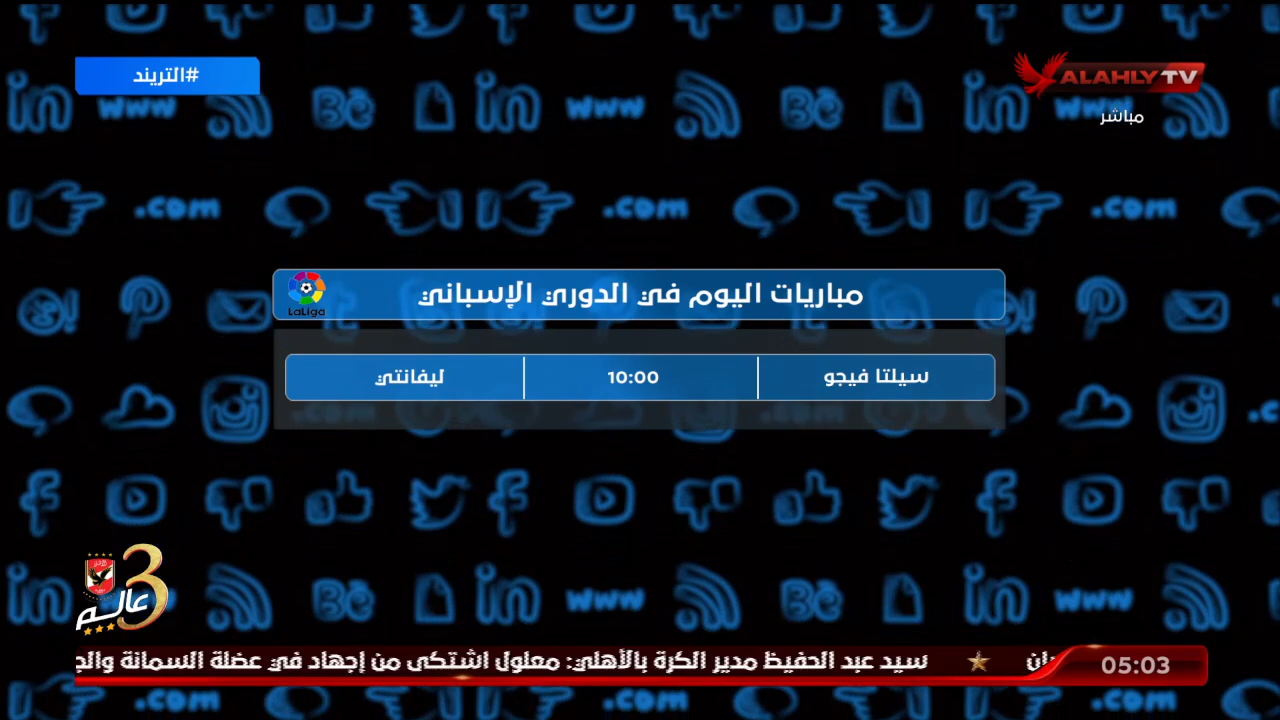 #التريند
ALAHLY TV
مباشر
مباريات اليوم في الدوري الإسباني
LaLiga
سيلتا فيجو
10:00
ليفانتي
3
عالم
سيد عبد الحفيظ مدير الكرة بالأهلي: معلول اشتكى من إجهاد في عضلة السمانة
05:03